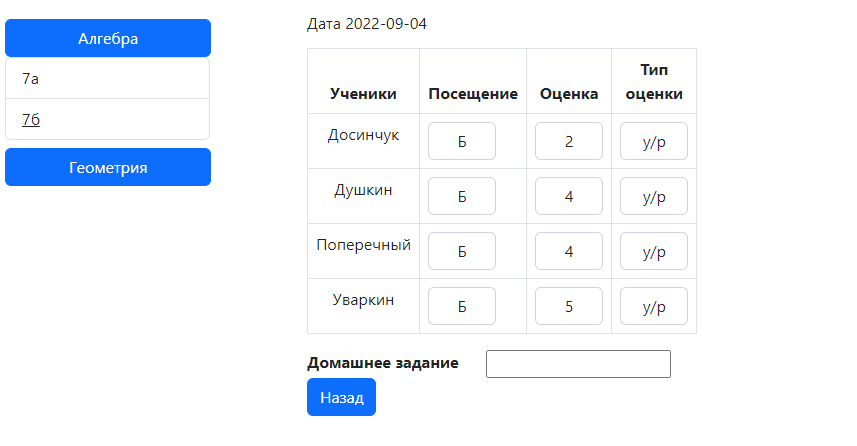 Алгебра
7а
7б
Геометрия
Дата 2022-09-04
Ученики Посещение Оценка Тип оценки
Досинчук Б 2 у/р
Душкин Б 4 у/р
Поперечный Б 4 у/р
Уваркин Б 5 у/р
Домашнее задание
Назад